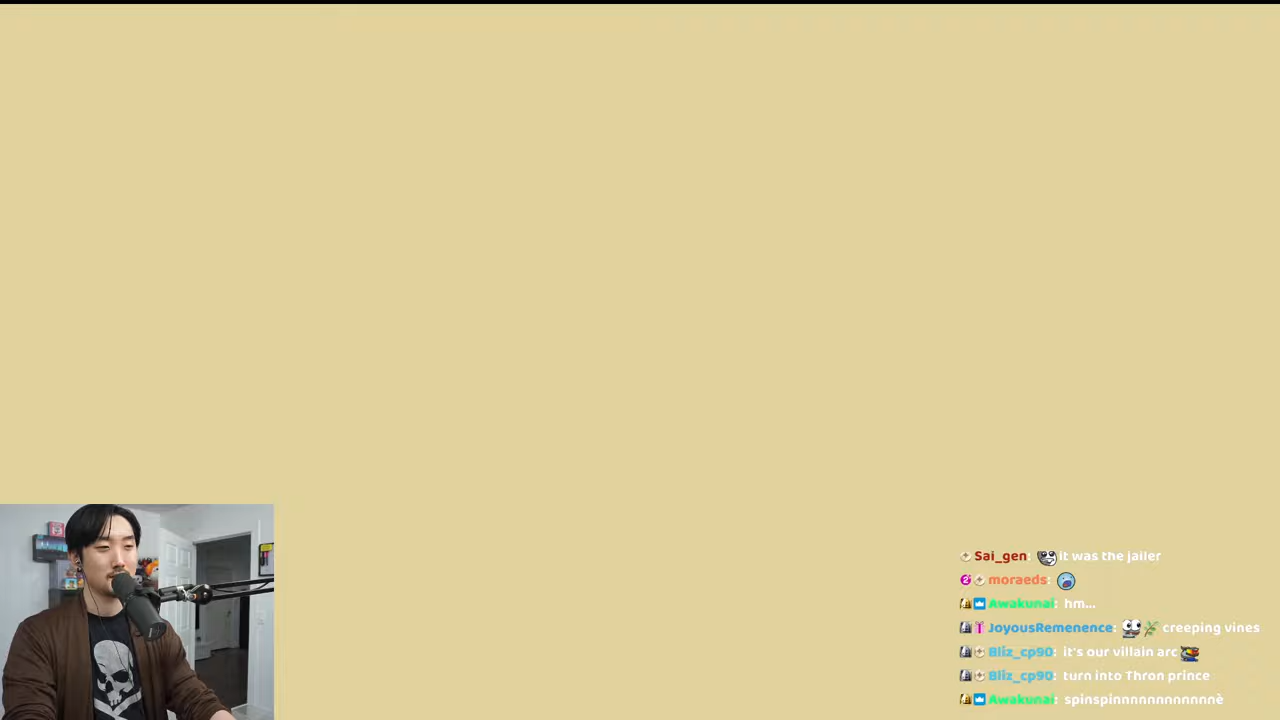 Sai_gen: it was the jailer
moraeds:
Awakunai: hm...
JoyousRemenence: creeping vines
Bliz_cp90: it's our villain arc
Bliz_cp90: turn into Thron prince
Awakunai: spinspinnnnnnnnnnnnè